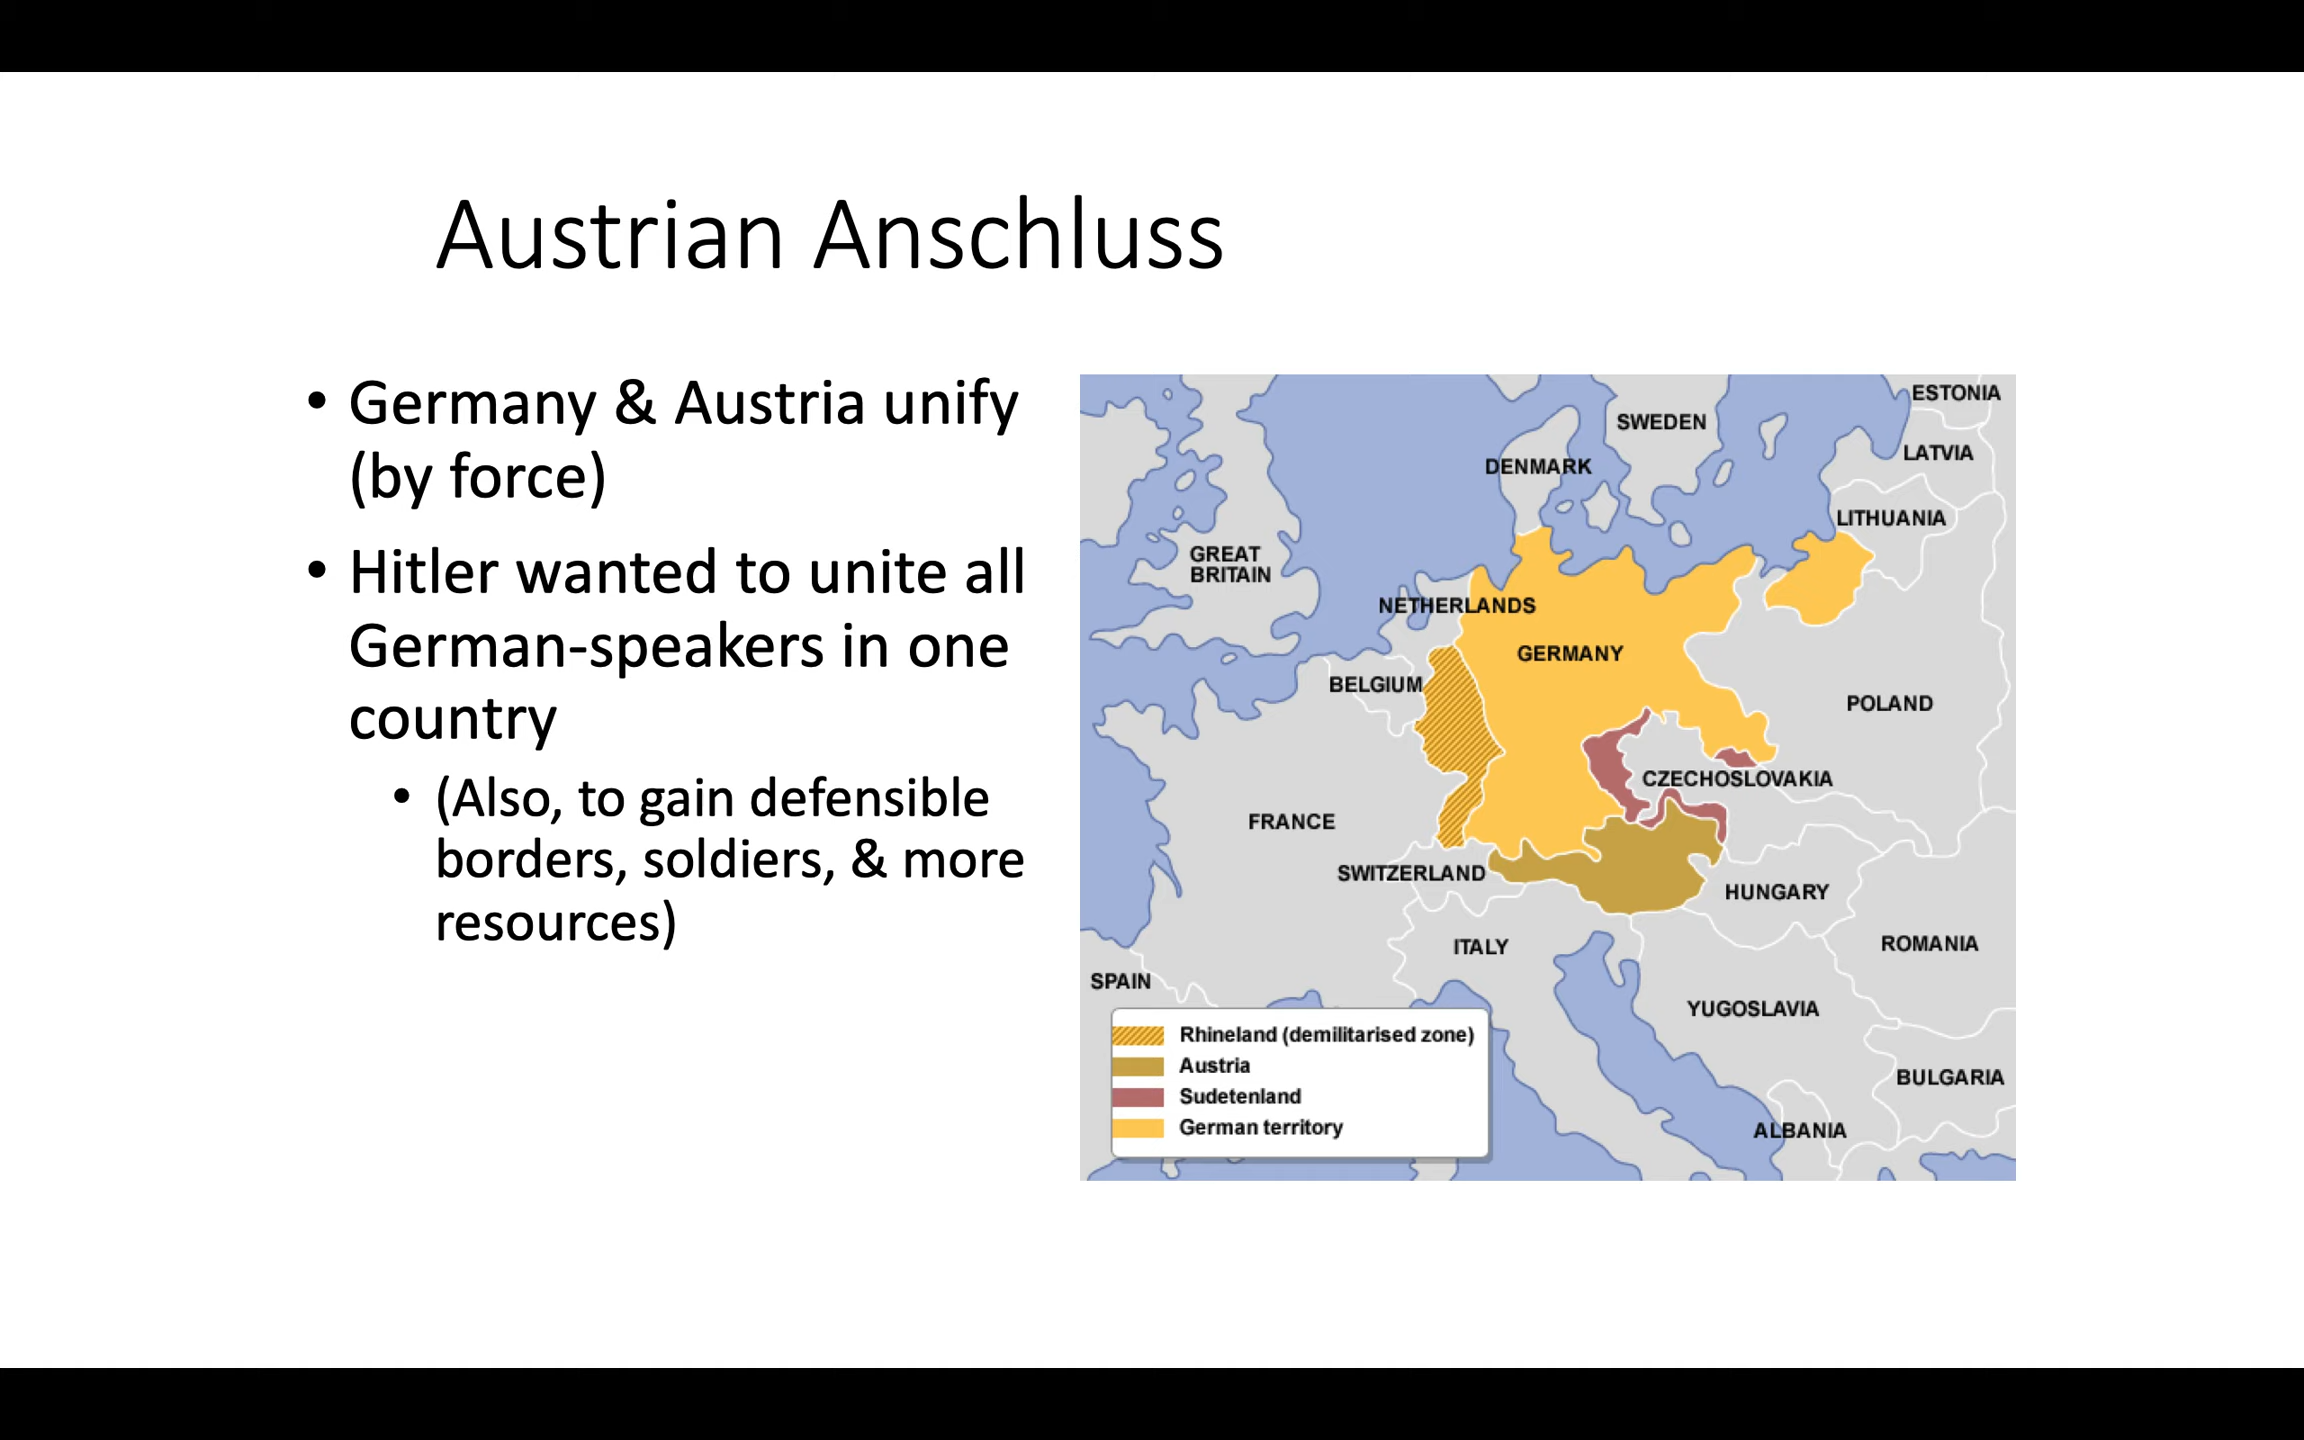 Austrian Anschluss
• Germany & Austria unify
(by force)
• Hitler wanted to unite all
German-speakers in one
country
• (Also, to gain defensible
borders, soldiers, & more
resources)
ESTONIA
SWEDEN
LATVIA
DENMARK
LITHUANIA
GREAT
BRITAIN
NETHERLANDS
GERMANY
BELGIUM
POLAND
CZECHOSLOVAKIA
FRANCE
SWITZERLAND
HUNGARY
ITALY
ROMANIA
SPAIN
YUGOSLAVIA
BULGARIA
ALBANIA
Rhineland (demilitarised zone)
Austria
Sudetenland
German territory